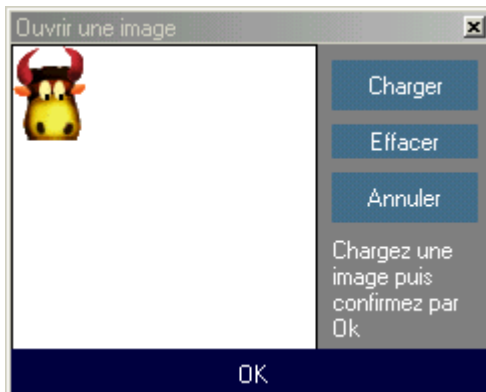 Ouvrir une image
Charger
Effacer
Annuler
Chargez une
image puis
confirmez par
Ok
OK